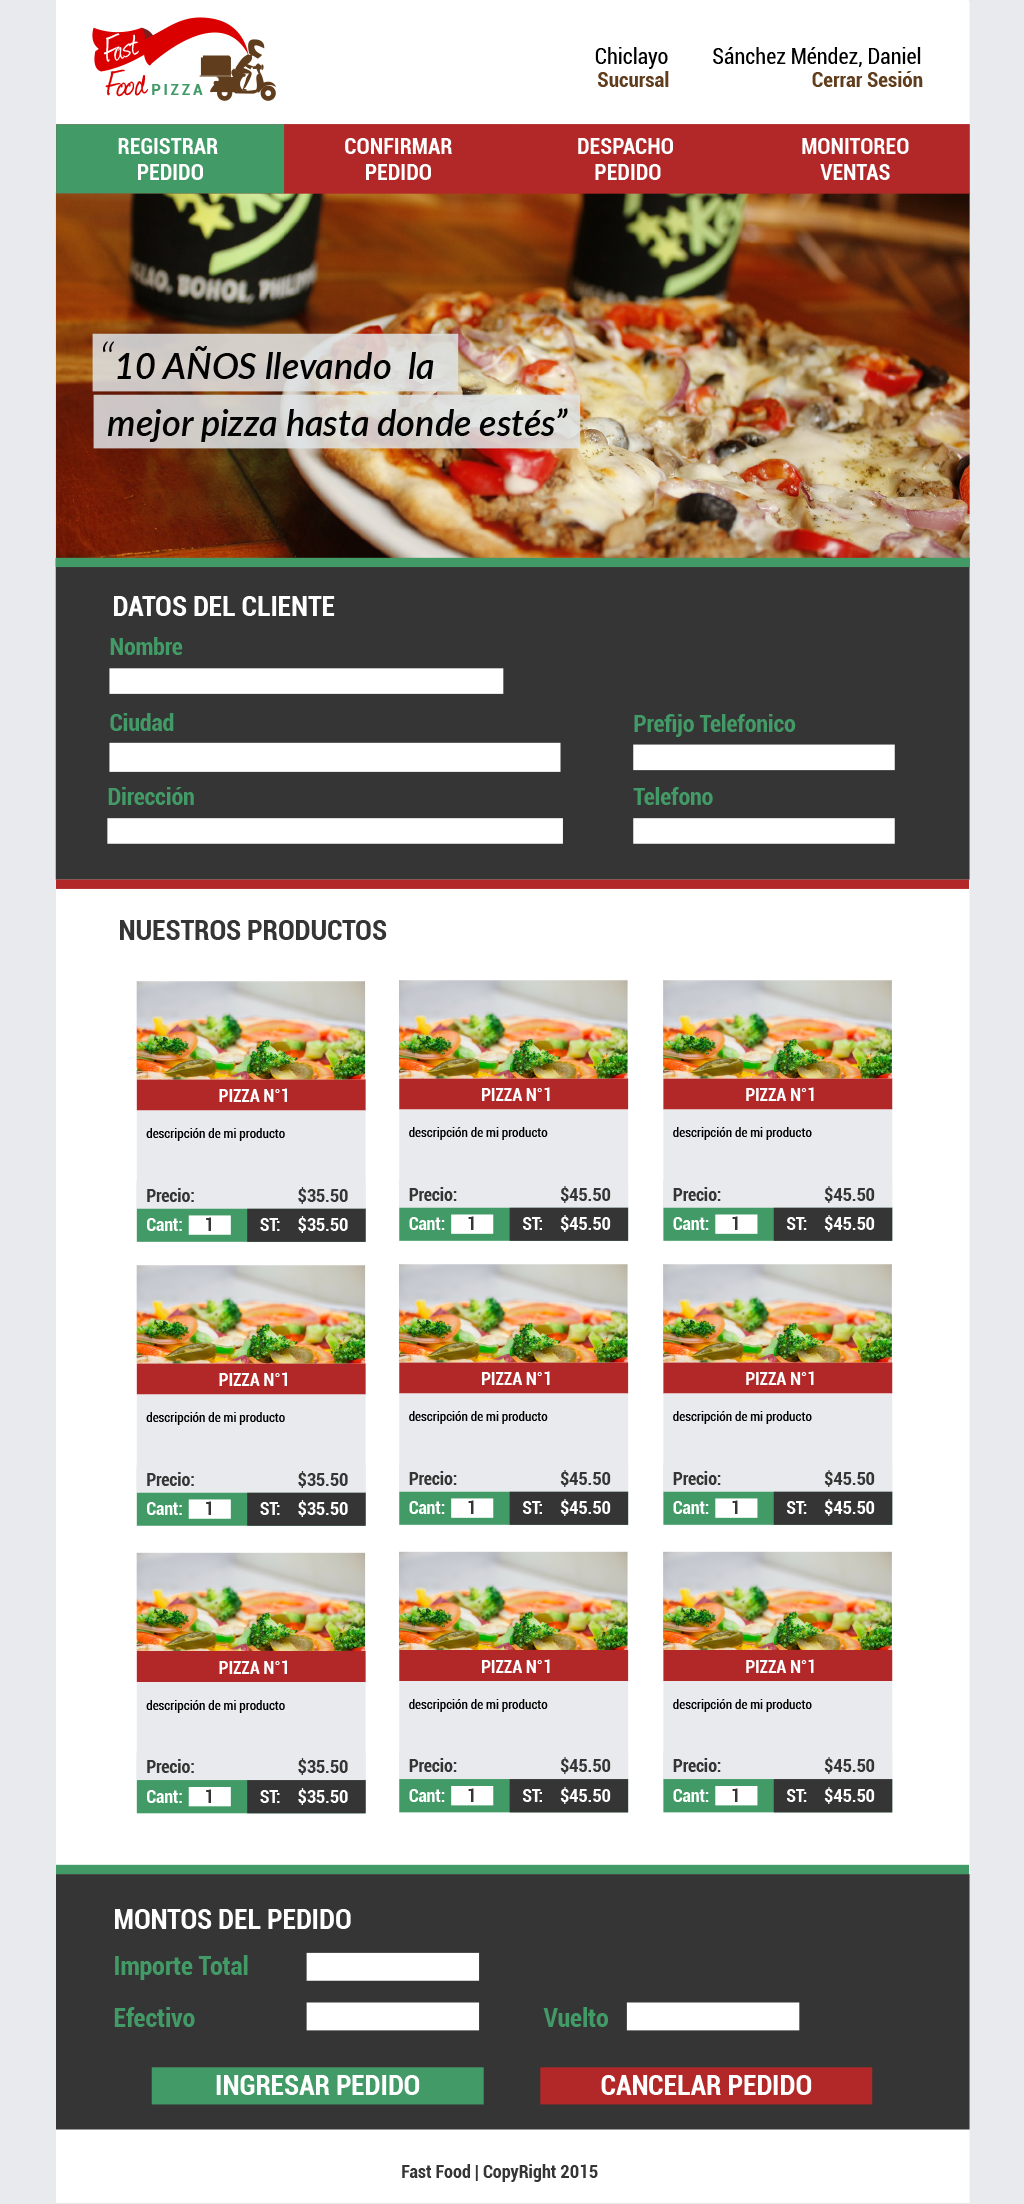 Fast
Food PIZZA
Chiclayo
Sucursal
Sánchez Méndez, Daniel
Cerrar Sesión
REGISTRAR
PEDIDO
CONFIRMAR
PEDIDO
DESPACHO
PEDIDO
MONITOREO
VENTAS
BOHOL,
“10 AÑOS llevando la
mejor pizza hasta donde estés”
DATOS DEL CLIENTE
Nombre
Ciudad
Prefijo Telefonico
Dirección
Telefono
NUESTROS PRODUCTOS
PIZZA N°1
descripción de mi producto
Precio: $35.50
Cant: 1 ST: $35.50
PIZZA N°1
descripción de mi producto
Precio: $45.50
Cant: 1 ST: $45.50
PIZZA N°1
descripción de mi producto
Precio: $45.50
Cant: 1 ST: $45.50
PIZZA N°1
descripción de mi producto
Precio: $35.50
Cant: 1 ST: $35.50
PIZZA N°1
descripción de mi producto
Precio: $45.50
Cant: 1 ST: $45.50
PIZZA N°1
descripción de mi producto
Precio: $45.50
Cant: 1 ST: $45.50
PIZZA N°1
descripción de mi producto
Precio: $35.50
Cant: 1 ST: $35.50
PIZZA N°1
descripción de mi producto
Precio: $45.50
Cant: 1 ST: $45.50
PIZZA N°1
descripción de mi producto
Precio: $45.50
Cant: 1 ST: $45.50
MONTOS DEL PEDIDO
Importe Total
Efectivo
Vuelto
INGRESAR PEDIDO
CANCELAR PEDIDO
Fast Food | CopyRight 2015